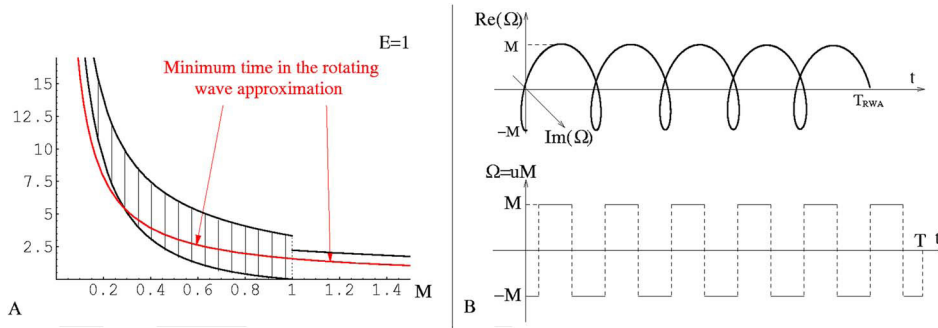 E=1
Minimum time in the rotating
wave approximation
15
12.5
10
7.5
5
2.5
0.2
0.4
0.6
0.8
1
1.2
1.4
M
A
Re(Ω)
M
t
T_RWA
-M
Im(Ω)
Ω=uM
M
T t
-M
B